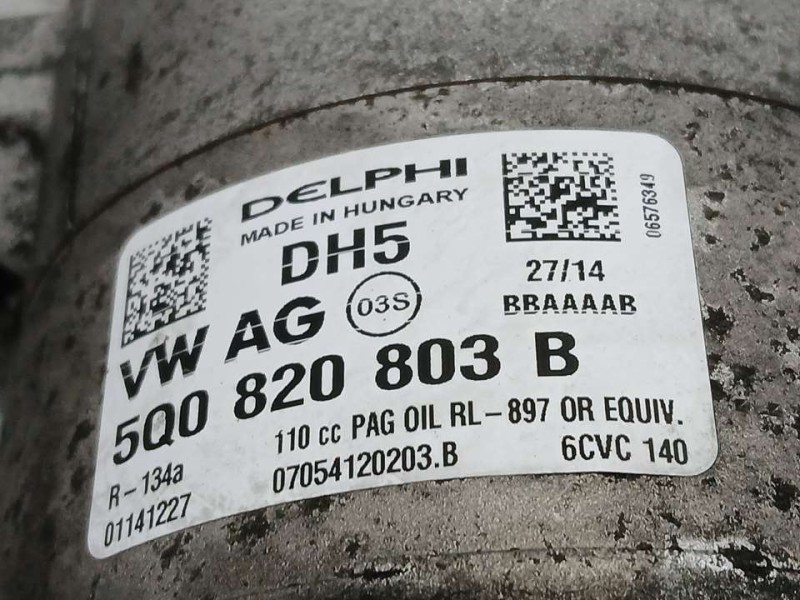 DELPHI
MADE IN HUNGARY
DH5
06576349
27/14
BBAAAAB
VW AG 03S
5Q0 820 803 B
110 cc PAG OIL RL-897 OR EQUIV.
R-134a
07054120203.B
6CVC 140
01141227